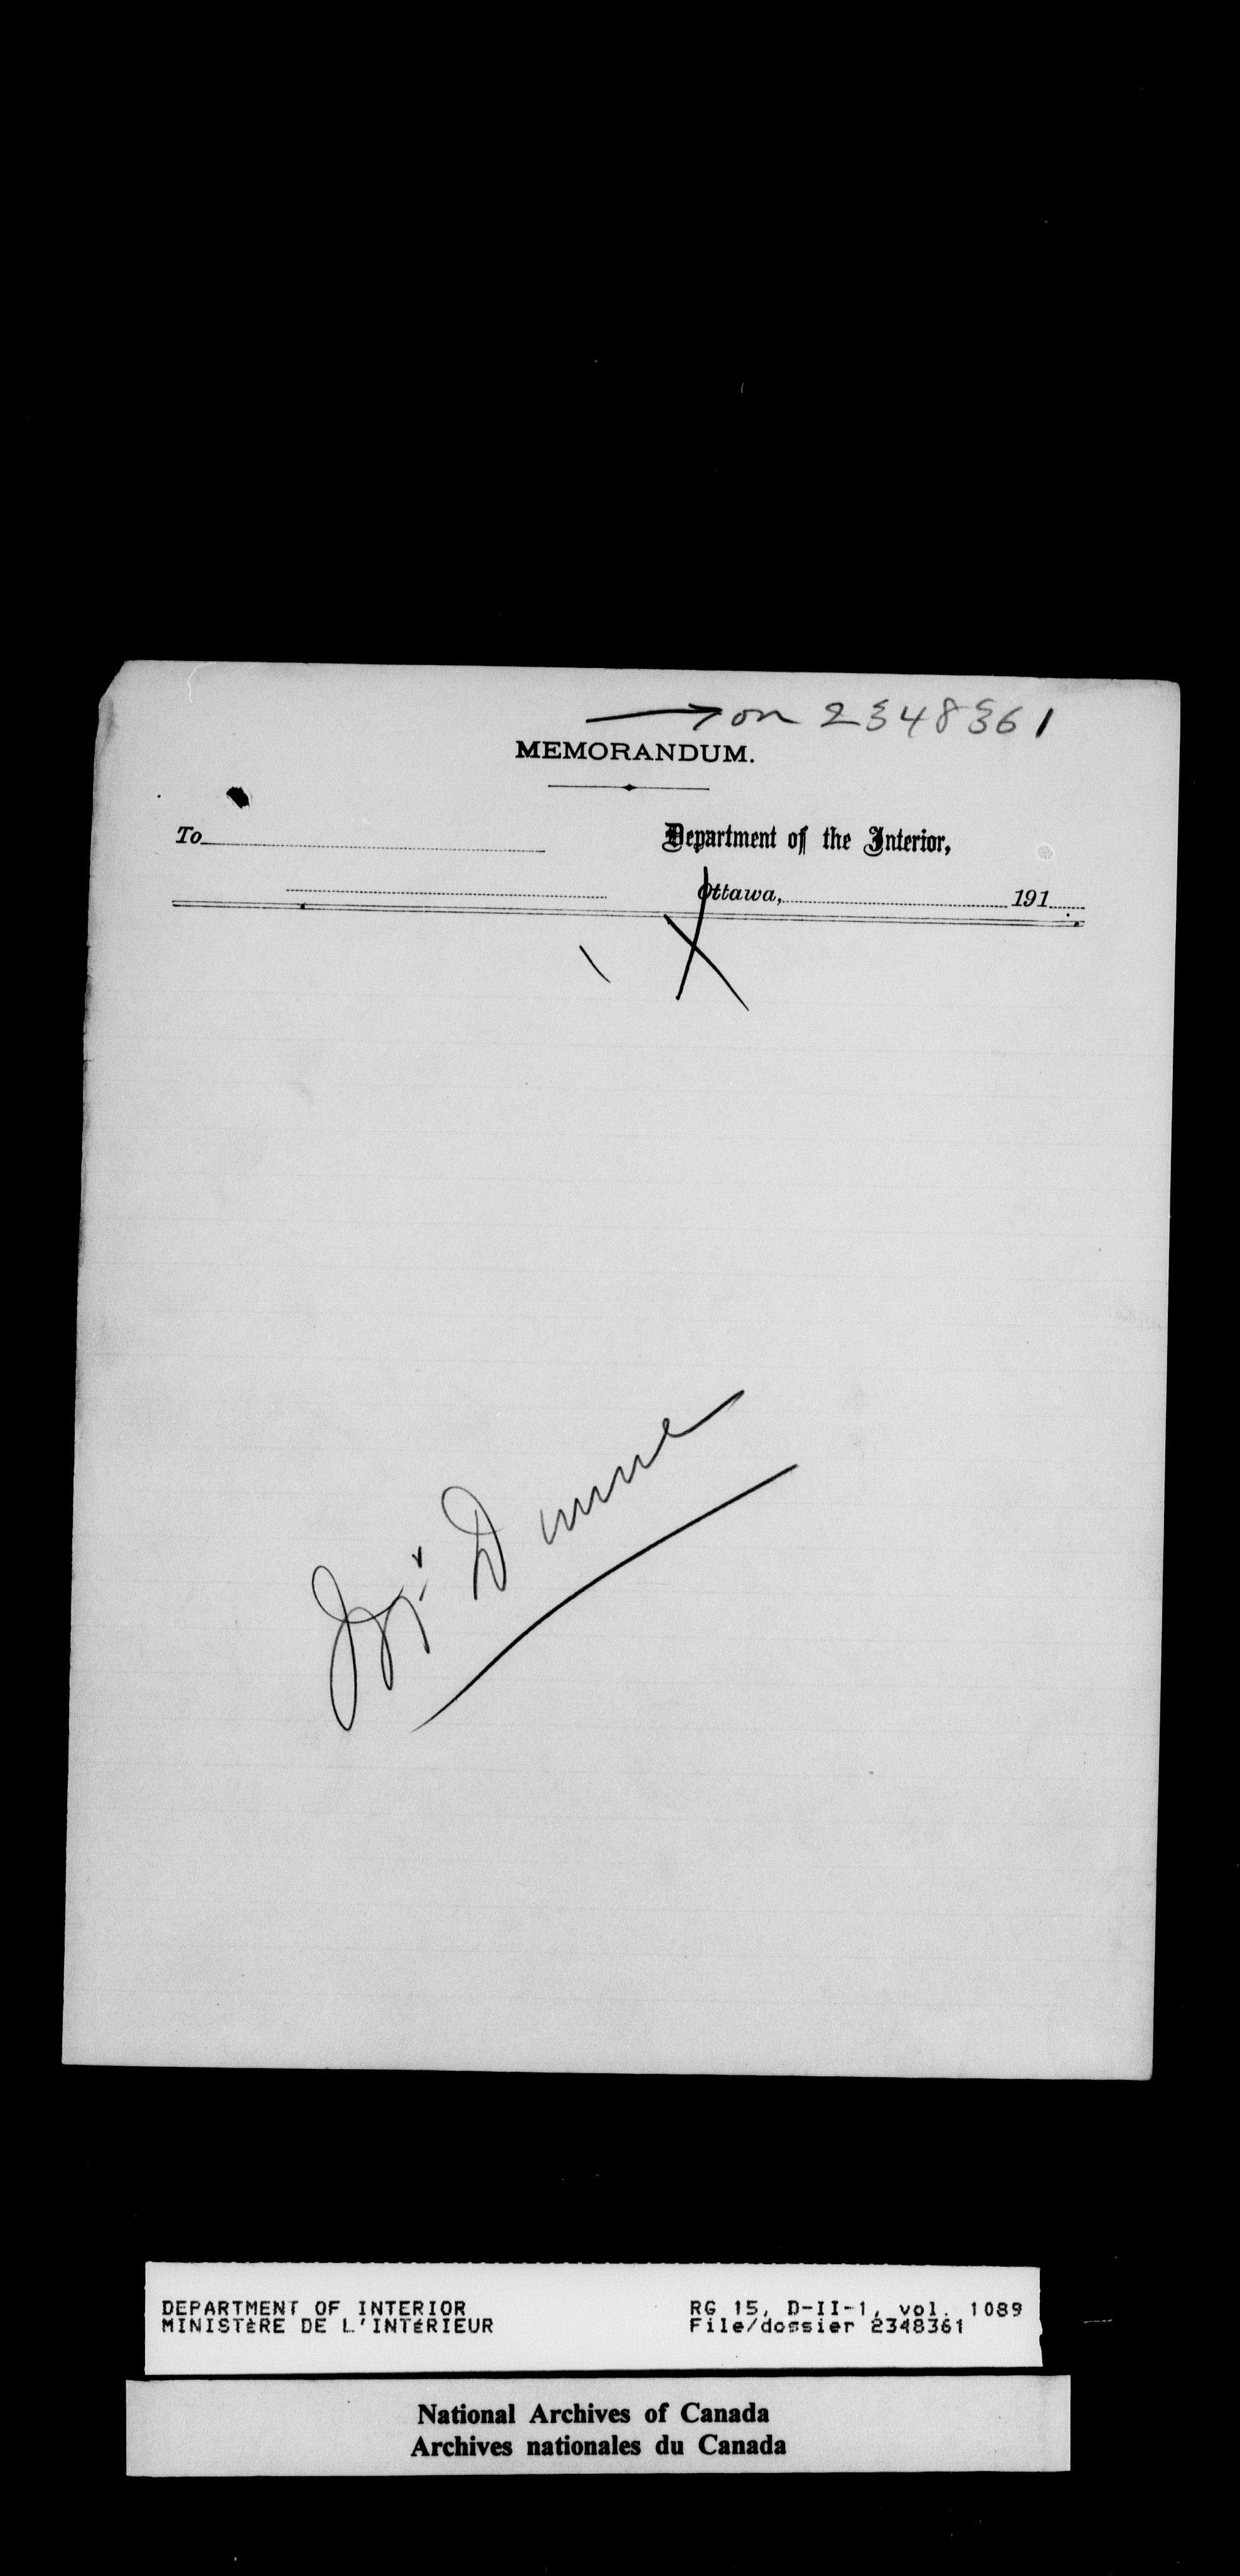 → on 2348361
MEMORANDUM.
To
Department of the Interior,
Ottawa, 191
X
Dunne
DEPARTMENT OF INTERIOR
MINISTÈRE DE L'INTÉRIEUR
RG 15, D-II-1, vol. 1089
File/dossier 2348361
National Archives of Canada
Archives nationales du Canada